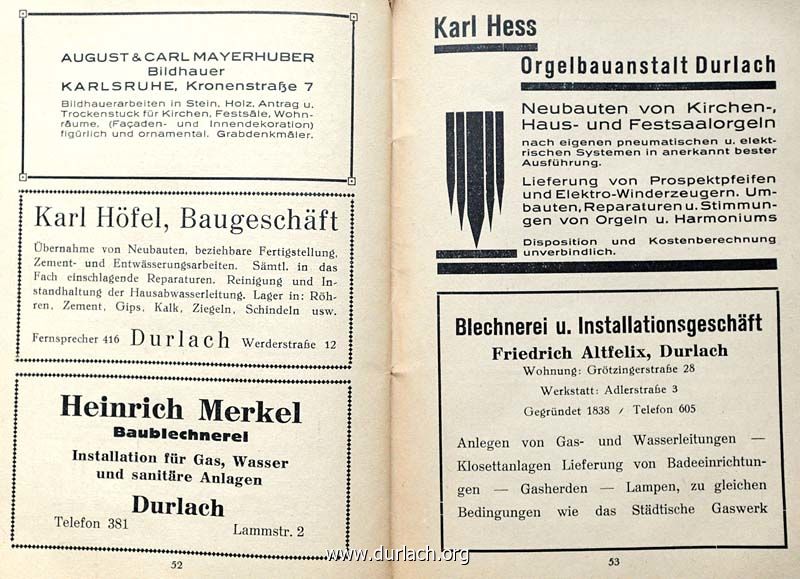 AUGUST & CARL MAYERHUBER
Bildhauer
KARLSRUHE, Kronenstraße 7
Bildhauerarbeiten in Stein, Holz, Antrag u.
Trockenstuck für Kirchen, Festsäle, Wohn-
räume. (Façaden- und Innendekoration)
figürlich und ornamental. Grabdenkmäler.
Karl Höfel, Baugeschäft
Übernahme von Neubauten, beziehbare Fertigstellung,
Zement- und Entwässerungsarbeiten. Sämtl. in das
Fach einschlagende Reparaturen. Reinigung und In-
standhaltung der Hausabwasserleitung. Lager in: Röh-
ren, Zement, Gips, Kalk, Ziegeln, Schindeln usw.
Fernsprecher 416 Durlach Werderstraße 12
Heinrich Merkel
Baublechnerei
Installation für Gas, Wasser
und sanitäre Anlagen
Durlach
Telefon 381 Lammstr. 2
52
Karl Hess
Orgelbauanstalt Durlach
Neubauten von Kirchen-,
Haus- und Festsaalorgeln
nach eigenen pneumatischen u. elekt-
rischen Systemen in anerkannt bester
Ausführung.
Lieferung von Prospektpfeifen
und Elektro-Winderzeugern. Um-
bauten, Reparaturen u. Stimmun-
gen von Orgeln u. Harmoniums
Disposition und Kostenberechnung
unverbindlich.
Blechnerei u. Installationsgeschäft
Friedrich Altfelix, Durlach
Wohnung: Grötzingerstraße 28
Werkstatt: Adlerstraße 3
Gegründet 1838 / Telefon 605
Anlegen von Gas- und Wasserleitungen —
Klosettanlagen Lieferung von Badeeinrichtun-
gen — Gasherden — Lampen, zu gleichen
Bedingungen wie das Städtische Gaswerk
53
www.durlach.org